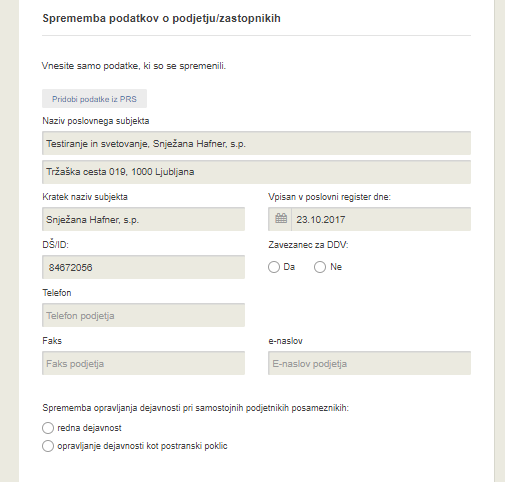 Sprememba podatkov o podjetju/zastopnikih
Vnesite samo podatke, ki so se spremenili.
Pridobi podatke iz PRS
Naziv poslovnega subjekta
Testiranje in svetovanje, Snježana Hafner, s.p.
Tržaška cesta 019, 1000 Ljubljana
Kratek naziv subjekta
Vpisan v poslovni register dne:
Snježana Hafner, s.p.
23.10.2017
DŠ/ID:
Zavezanec za DDV:
84672056
Da
Ne
Telefon
Telefon podjetja
Faks
e-naslov
Faks podjetja
E-naslov podjetja
Sprememba opravljanja dejavnosti pri samostojnih podjetnikih posameznikih:
redna dejavnost
opravljanje dejavnosti kot postranski poklic